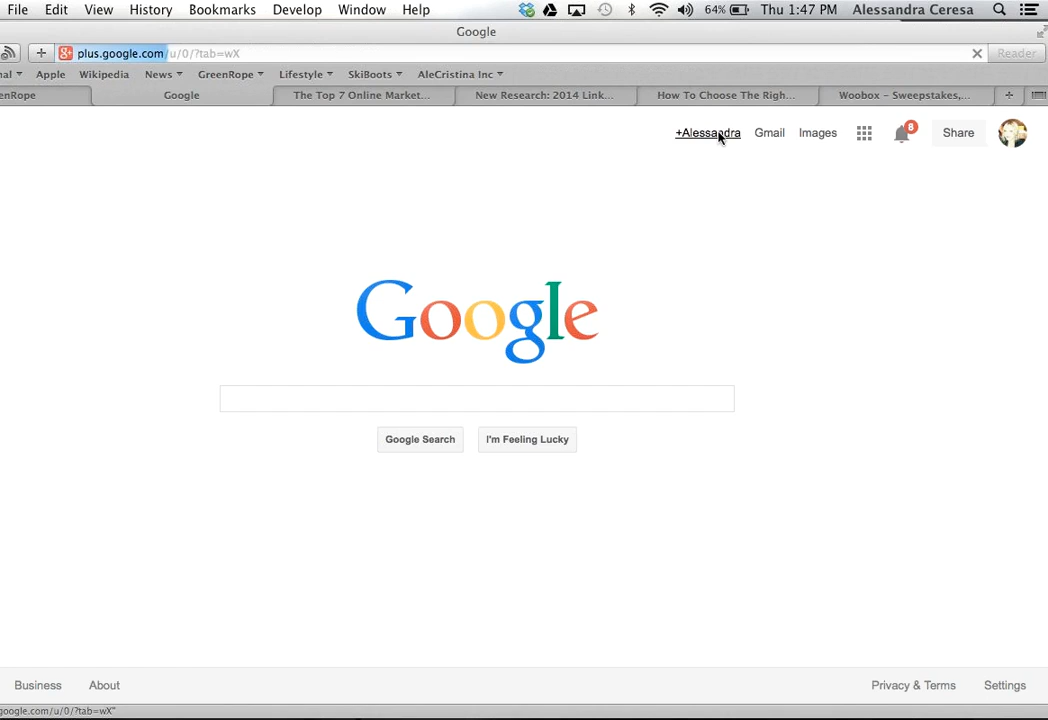 File Edit View History Bookmarks Develop Window Help 64% Thu 1:47 PM Alessandra Ceresa
Google
plus.google.com/u/0/?tab=wX Reader
nal Apple Wikipedia News GreenRope Lifestyle SkiBoots AleCristina Inc
enRope Google The Top 7 Online Market... New Research: 2014 Link... How To Choose The Righ... Woobox – Sweepstakes,...
+Alessandra Gmail Images 8 Share
Google
Google Search I'm Feeling Lucky
Business About Privacy & Terms Settings
google.com/u/0/?tab=wX"